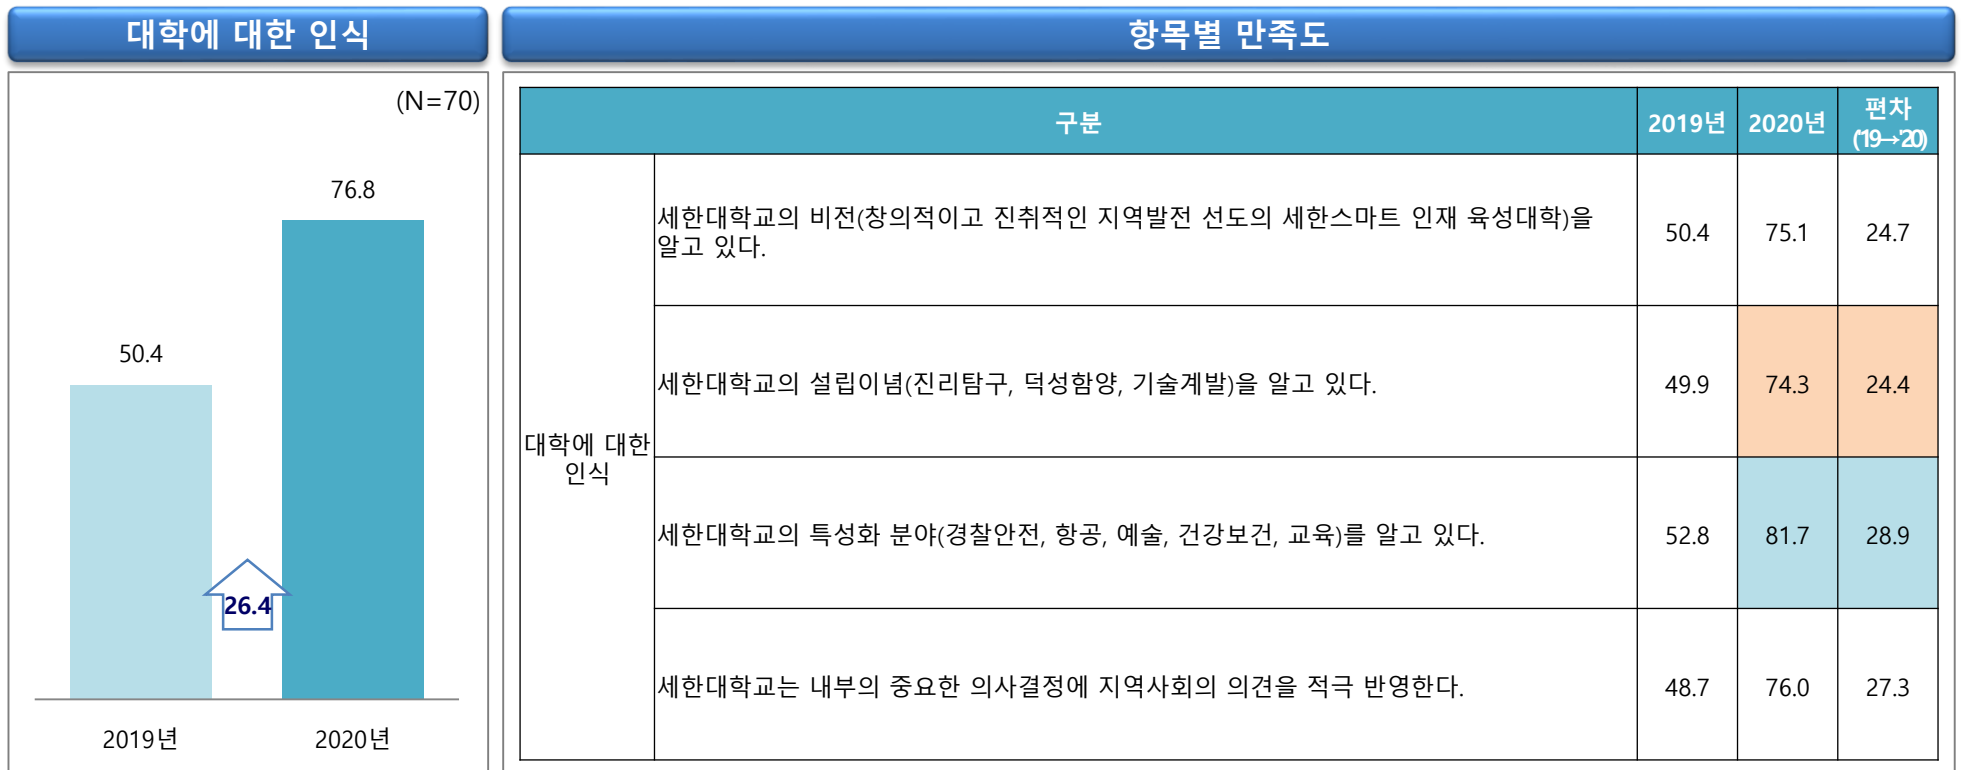 대학에 대한 인식
항목별 만족도
(N=70)
76.8
50.4
26.4
2019년
2020년
구분
2019년
2020년
편차
('19→'20)
대학에 대한
인식
세한대학교의 비전(창의적이고 진취적인 지역발전 선도의 세한스마트 인재 육성대학)을
알고 있다.
50.4
75.1
24.7
세한대학교의 설립이념(진리탐구, 덕성함양, 기술계발)을 알고 있다.
49.9
74.3
24.4
세한대학교의 특성화 분야(경찰안전, 항공, 예술, 건강보건, 교육)를 알고 있다.
52.8
81.7
28.9
세한대학교는 내부의 중요한 의사결정에 지역사회의 의견을 적극 반영한다.
48.7
76.0
27.3